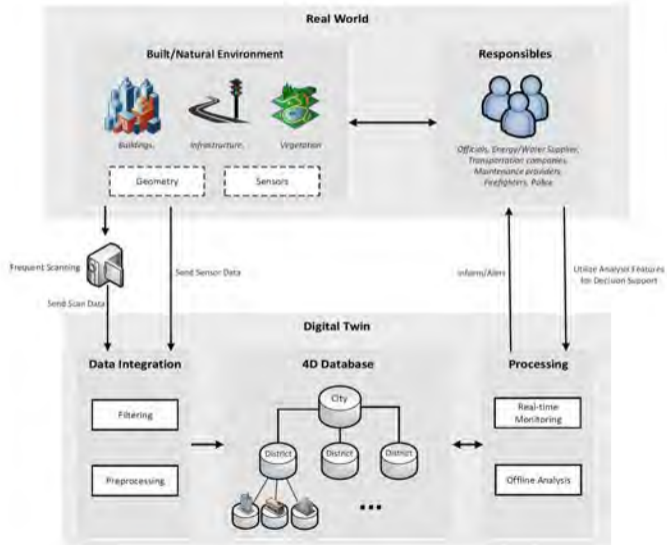 Real World
Built/Natural Environment
Buildings,
Infrastructure,
Vegetation
Geometry
Sensors
Responsibles
Officials, Energy/Water Supplier,
Transportation companies,
Maintenance providers,
Firefighters, Police
Frequent Scanning
Send Scan Data
Send Sensor Data
Inform/Alert
Utilize Analysis Features
for Decision Support
Digital Twin
Data Integration
Filtering
Preprocessing
4D Database
City
District
District
District
...
Processing
Real-time
Monitoring
Offline Analysis